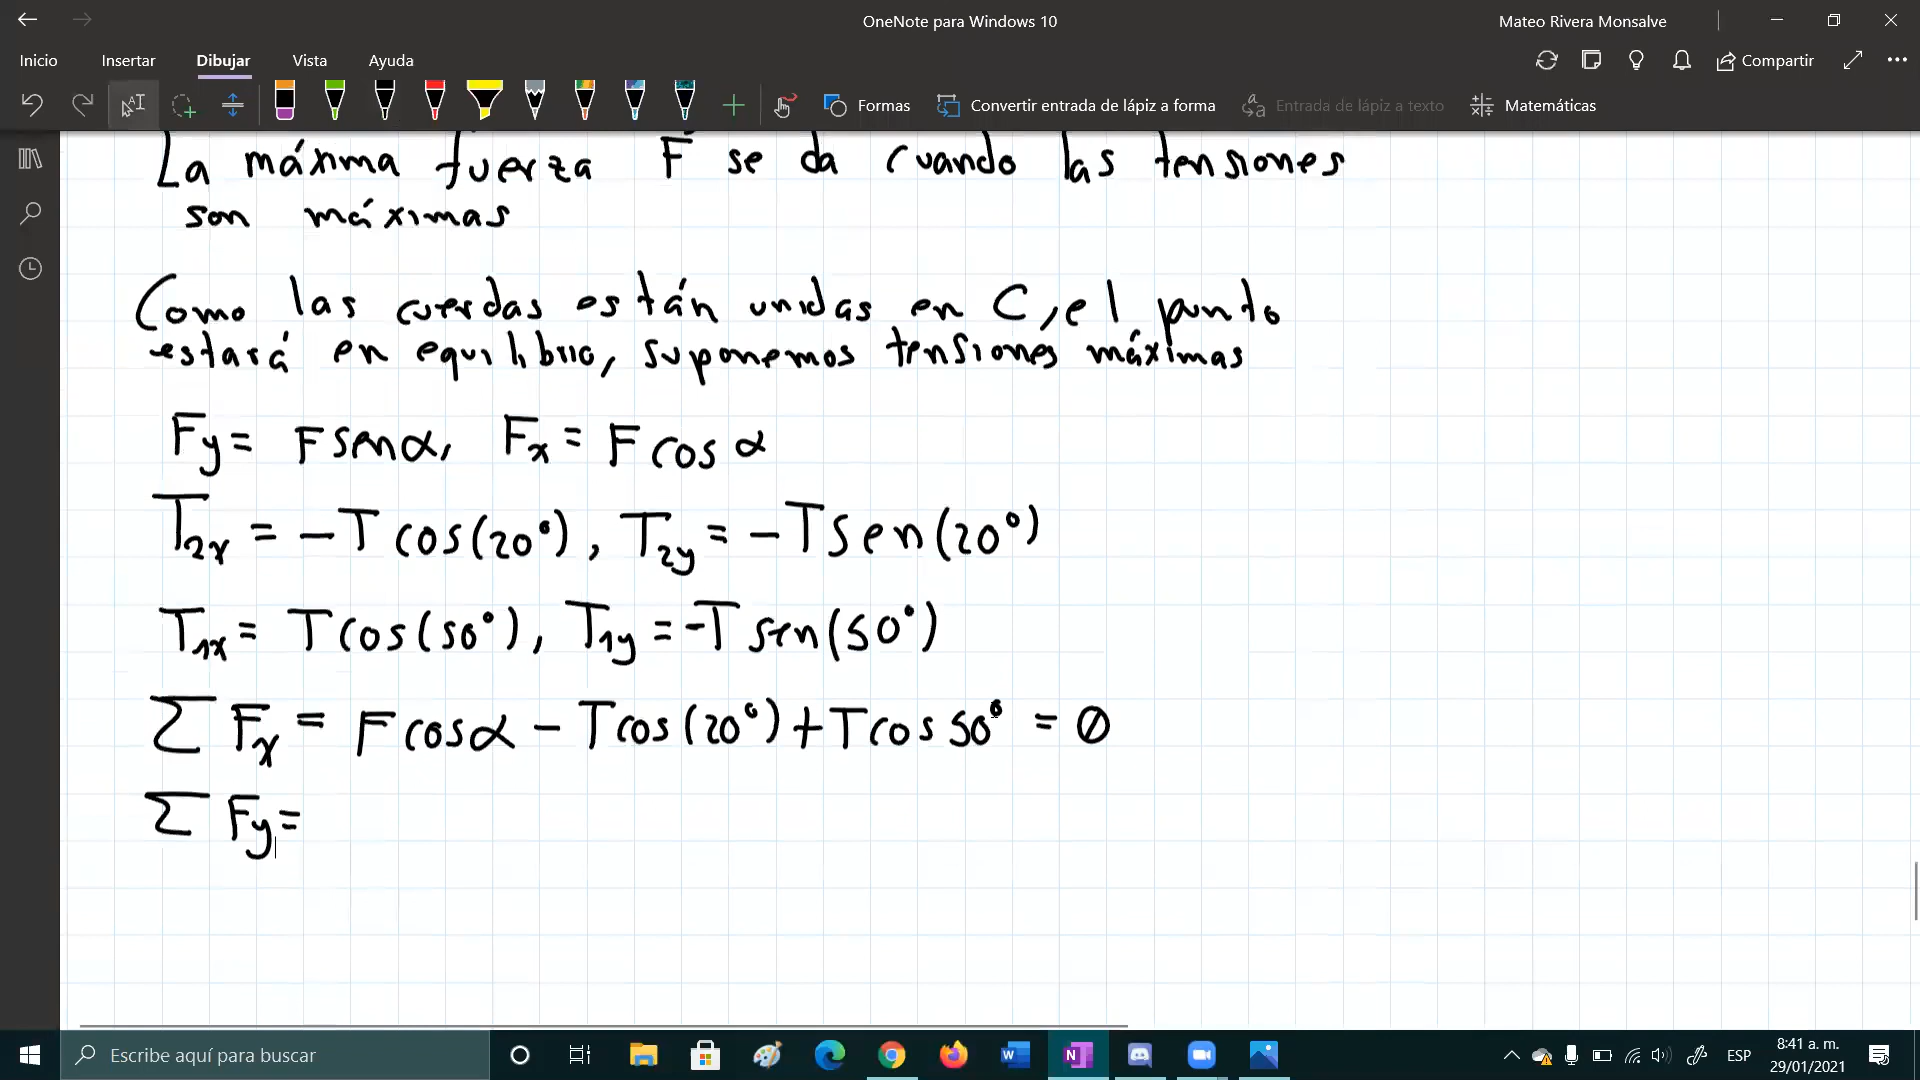 OneNote para Windows 10
Mateo Rivera Monsalve
Inicio Insertar Dibujar Vista Ayuda
Compartir
Formas Convertir entrada de lápiz a forma Entrada de lápiz a texto Matemáticas
La máxima fuerza F se da cuando las tensiones
son máximas
Como las cuerdas están unidas en C, el punto
estará en equilibrio, suponemos tensiones máximas
Fy = F senα, Fx = F cos α
T2x = -T cos(20°), T2y = -T sen(20°)
T1x = T cos(50°), T1y = -T sen(50°)
Σ Fx = F cosα - T cos(20°) + T cos 50° = 0
Σ Fy =
Escribe aquí para buscar
ESP
8:41 a. m.
29/01/2021